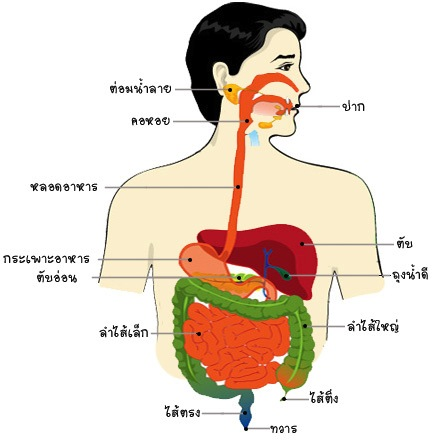 ต่อมน้ำลาย
ปาก
คอหอย
หลอดอาหาร
ตับ
กระเพาะอาหาร
ตับอ่อน
ถุงน้ำดี
ลำไส้เล็ก
ลำไส้ใหญ่
ไส้ติ่ง
ไส้ตรง
ทวาร